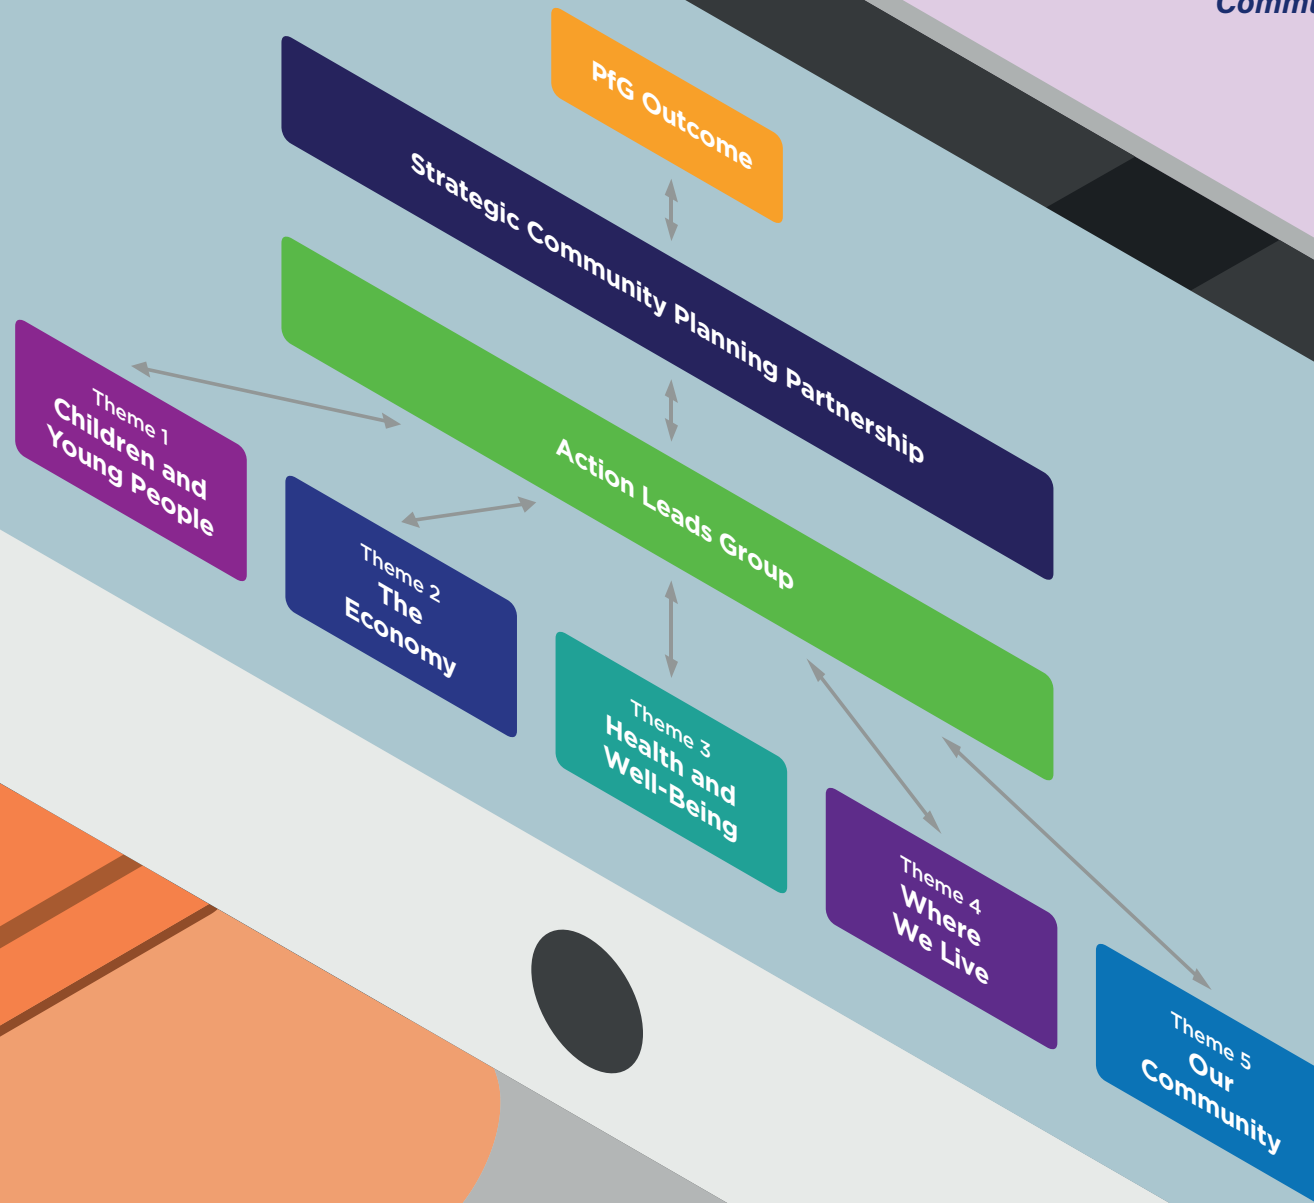 PfG Outcome
Strategic Community Planning Partnership
Action Leads Group
Theme 1
Children and
Young People
Theme 2
The
Economy
Theme 3
Health and
Well-Being
Theme 4
Where
We Live
Theme 5
Our
Community